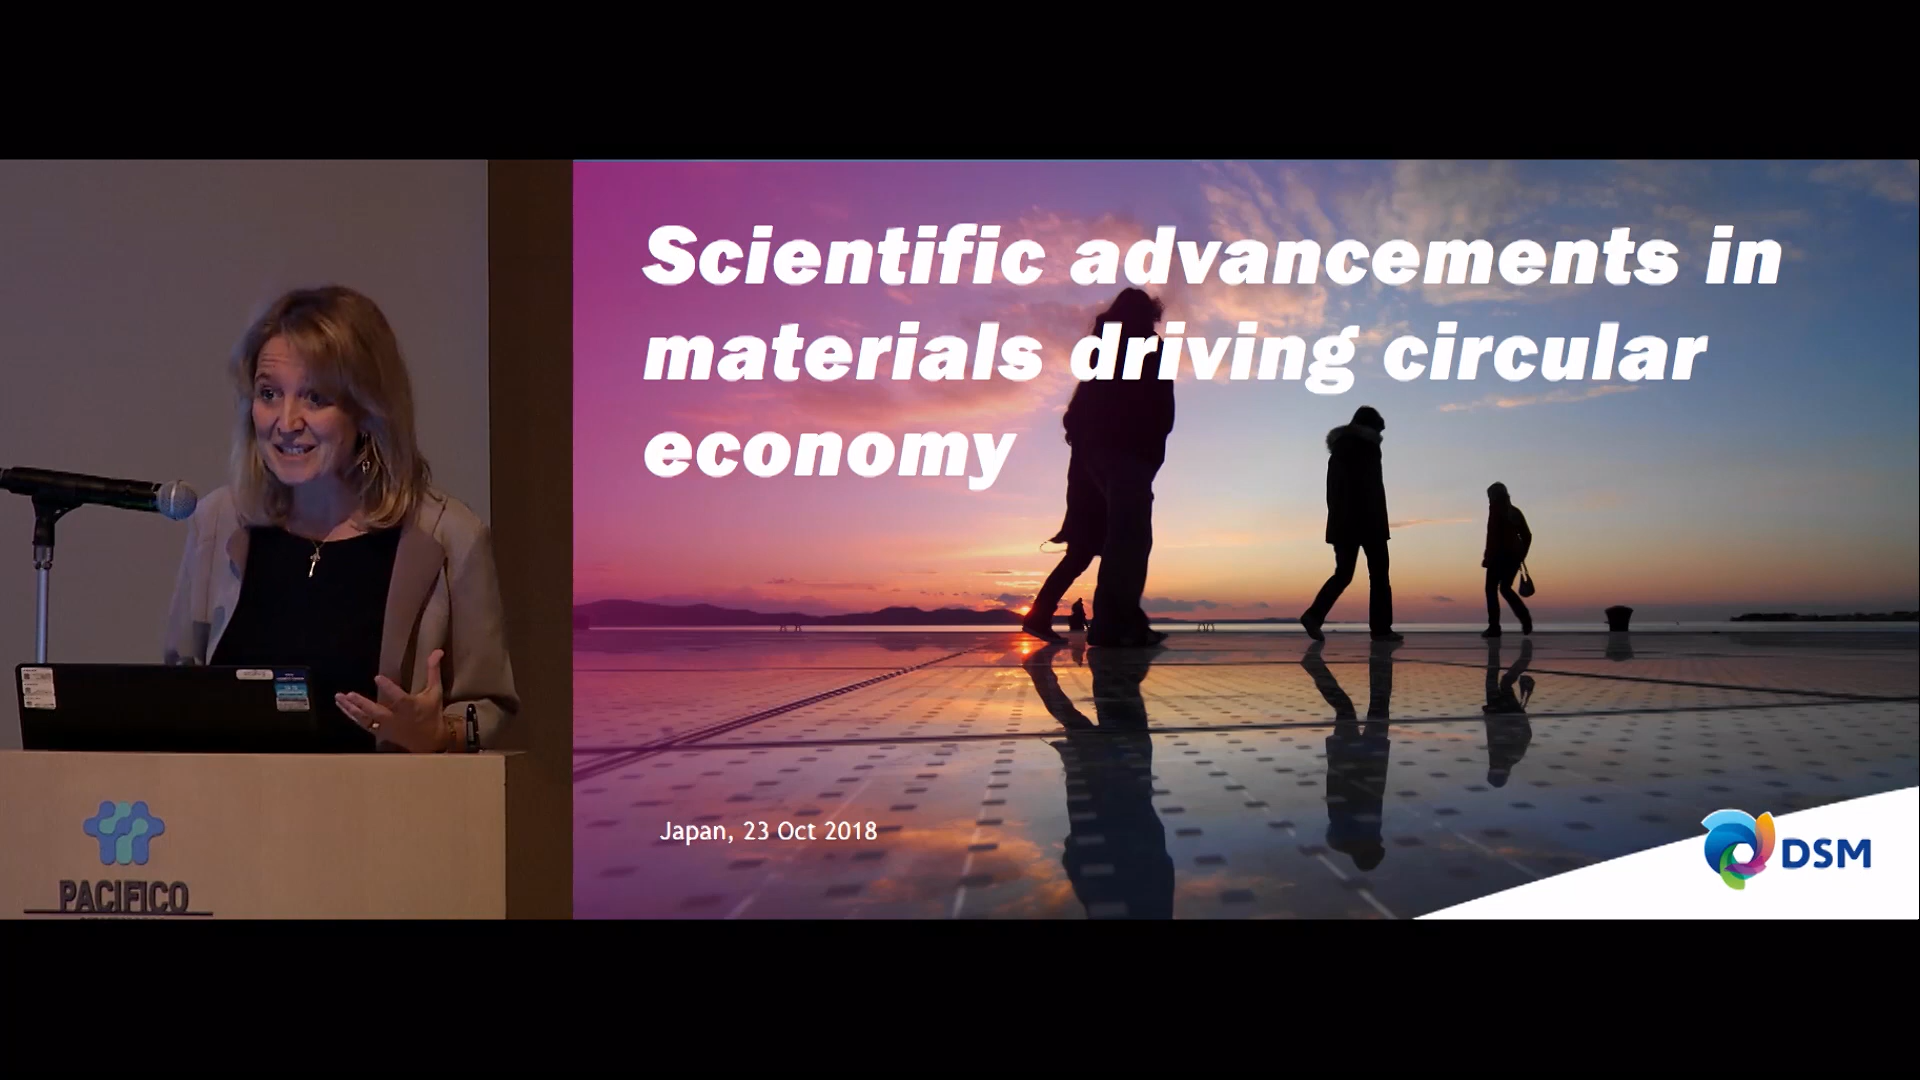 Scientific advancements in
materials driving circular
economy
Japan, 23 Oct 2018
DSM
PACIFICO